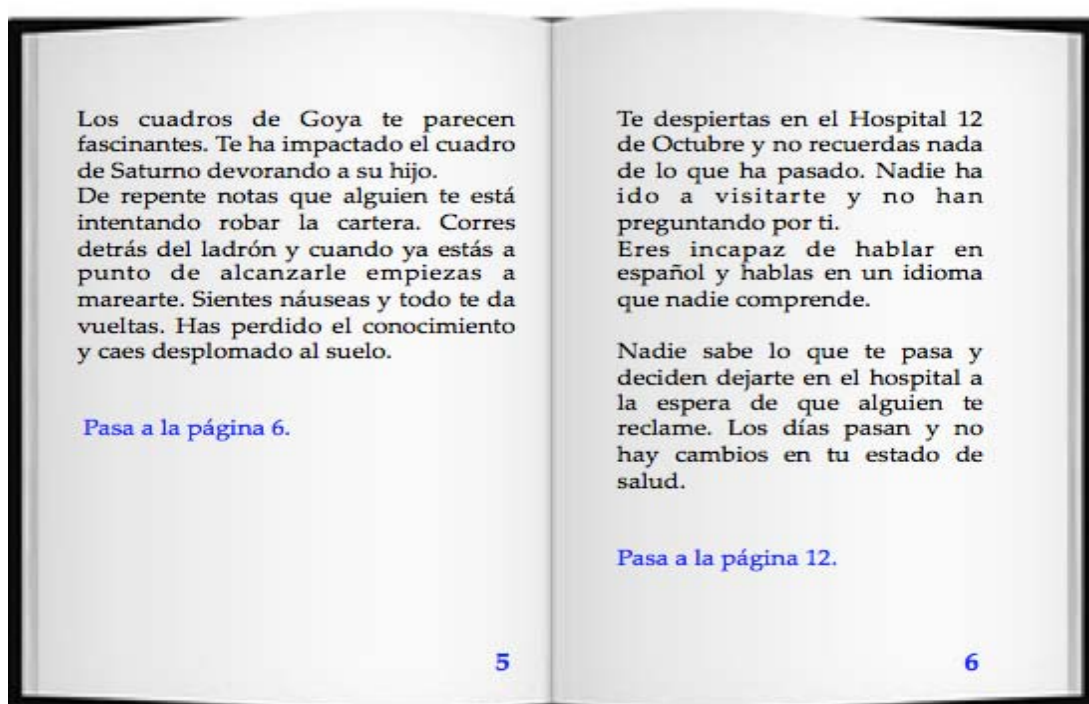 Los cuadros de Goya te parecen
fascinantes. Te ha impactado el cuadro
de Saturno devorando a su hijo.
De repente notas que alguien te está
intentando robar la cartera. Corres
detrás del ladrón y cuando ya estás a
punto de alcanzarle empiezas a
marearte. Sientes náuseas y todo te da
vueltas. Has perdido el conocimiento
y caes desplomado al suelo.
Pasa a la página 6.
5
Te despiertas en el Hospital 12
de Octubre y no recuerdas nada
de lo que ha pasado. Nadie ha
ido a visitarte y no han
preguntando por ti.
Eres incapaz de hablar en
español y hablas en un idioma
que nadie comprende.
Nadie sabe lo que te pasa y
deciden dejarte en el hospital a
la espera de que alguien te
reclame. Los días pasan y no
hay cambios en tu estado de
salud.
Pasa a la página 12.
6